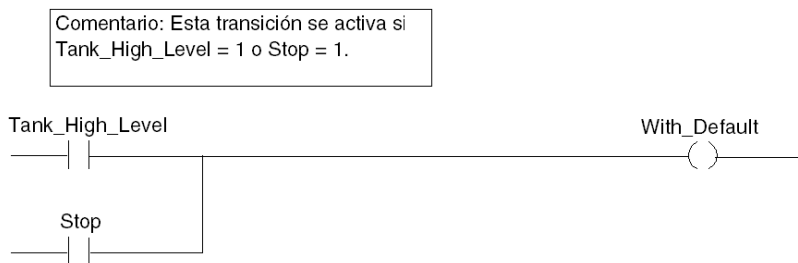 Comentario: Esta transición se activa si
Tank_High_Level = 1 o Stop = 1.
Tank_High_Level
With_Default
Stop